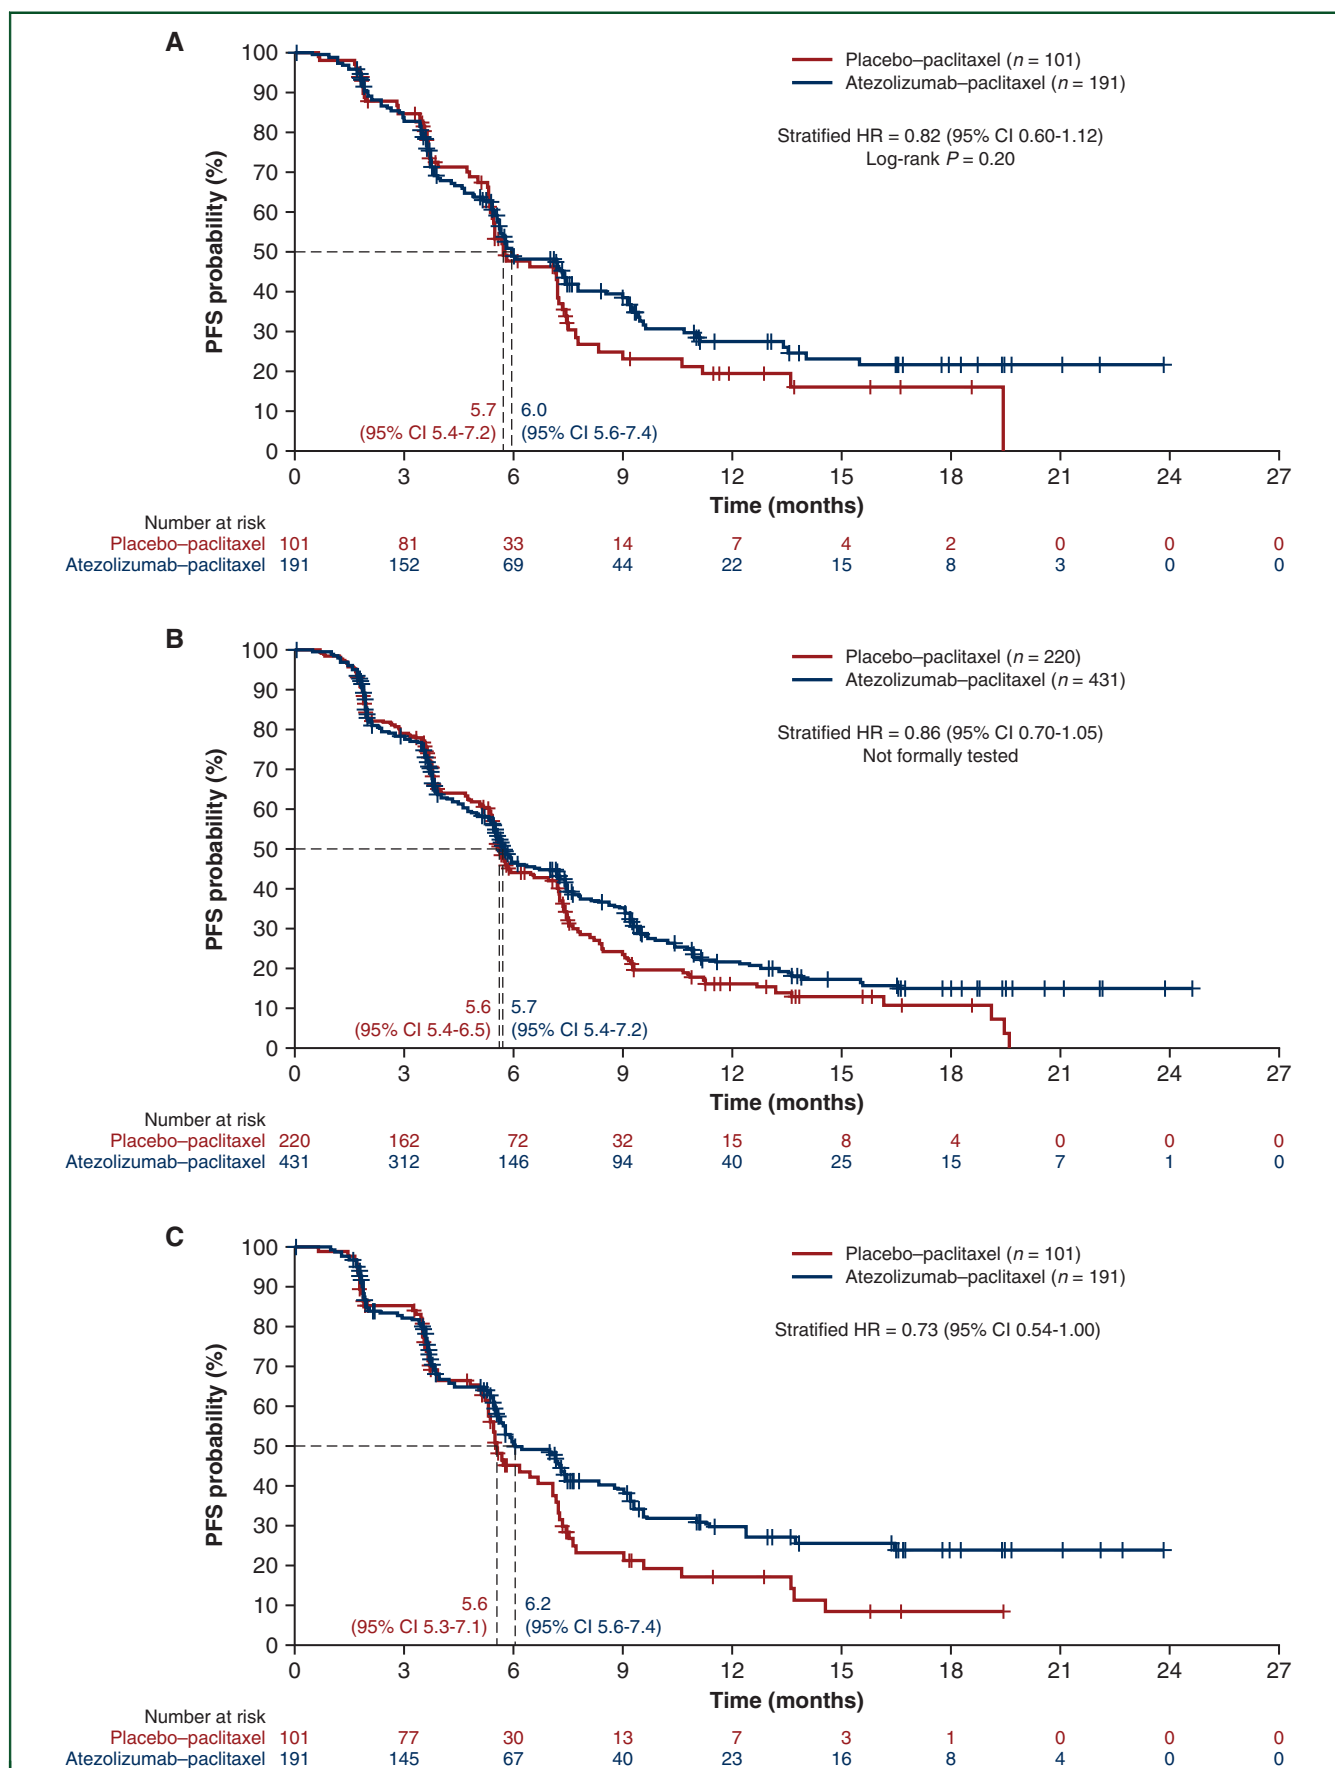 A
Placebo–paclitaxel (n = 101)
Atezolizumab–paclitaxel (n = 191)
Stratified HR = 0.82 (95% CI 0.60-1.12)
Log-rank P = 0.20
PFS probability (%)
100
90
80
70
60
50
40
30
20
10
0
5.7
(95% CI 5.4-7.2)
6.0
(95% CI 5.6-7.4)
0 3 6 9 12 15 18 21 24 27
Time (months)
Number at risk
Placebo–paclitaxel 101 81 33 14 7 4 2 0 0 0
Atezolizumab–paclitaxel 191 152 69 44 22 15 8 3 0 0
B
Placebo–paclitaxel (n = 220)
Atezolizumab–paclitaxel (n = 431)
Stratified HR = 0.86 (95% CI 0.70-1.05)
Not formally tested
PFS probability (%)
100
90
80
70
60
50
40
30
20
10
0
5.6
(95% CI 5.4-6.5)
5.7
(95% CI 5.4-7.2)
0 3 6 9 12 15 18 21 24 27
Time (months)
Number at risk
Placebo–paclitaxel 220 162 72 32 15 8 4 0 0 0
Atezolizumab–paclitaxel 431 312 146 94 40 25 15 7 1 0
C
Placebo–paclitaxel (n = 101)
Atezolizumab–paclitaxel (n = 191)
Stratified HR = 0.73 (95% CI 0.54-1.00)
PFS probability (%)
100
90
80
70
60
50
40
30
20
10
0
5.6
(95% CI 5.3-7.1)
6.2
(95% CI 5.6-7.4)
0 3 6 9 12 15 18 21 24 27
Time (months)
Number at risk
Placebo–paclitaxel 101 77 30 13 7 3 1 0 0 0
Atezolizumab–paclitaxel 191 145 67 40 23 16 8 4 0 0